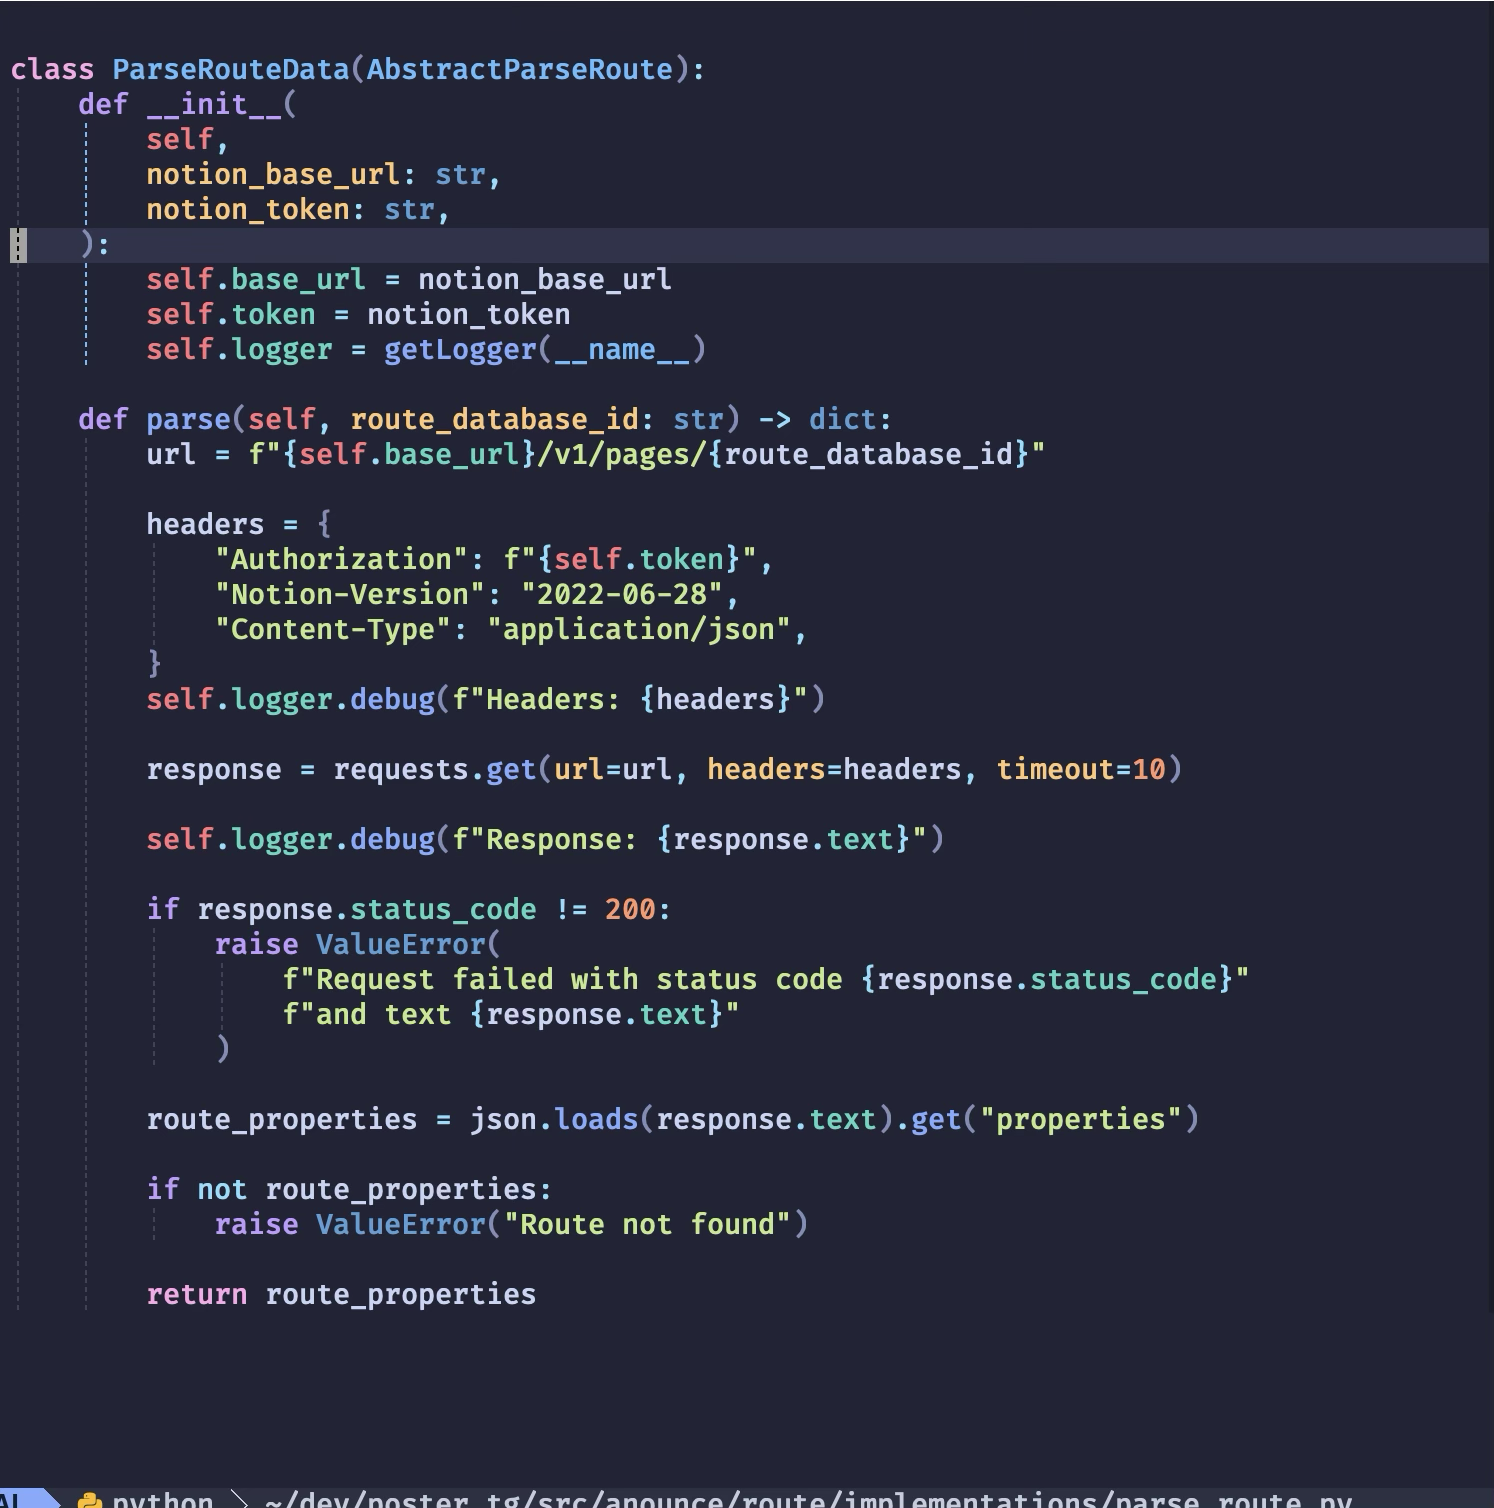 class ParseRouteData(AbstractParseRoute):
    def __init__(
        self,
        notion_base_url: str,
        notion_token: str,
    ):
        self.base_url = notion_base_url
        self.token = notion_token
        self.logger = getLogger(__name__)

    def parse(self, route_database_id: str) -> dict:
        url = f"{self.base_url}/v1/pages/{route_database_id}"

        headers = {
            "Authorization": f"{self.token}",
            "Notion-Version": "2022-06-28",
            "Content-Type": "application/json",
        }
        self.logger.debug(f"Headers: {headers}")

        response = requests.get(url=url, headers=headers, timeout=10)

        self.logger.debug(f"Response: {response.text}")

        if response.status_code != 200:
            raise ValueError(
                f"Request failed with status code {response.status_code}"
                f"and text {response.text}"
            )

        route_properties = json.loads(response.text).get("properties")

        if not route_properties:
            raise ValueError("Route not found")

        return route_properties

python ~/dev/poster_tg/src/anounce/route/implementations/parse_route.py